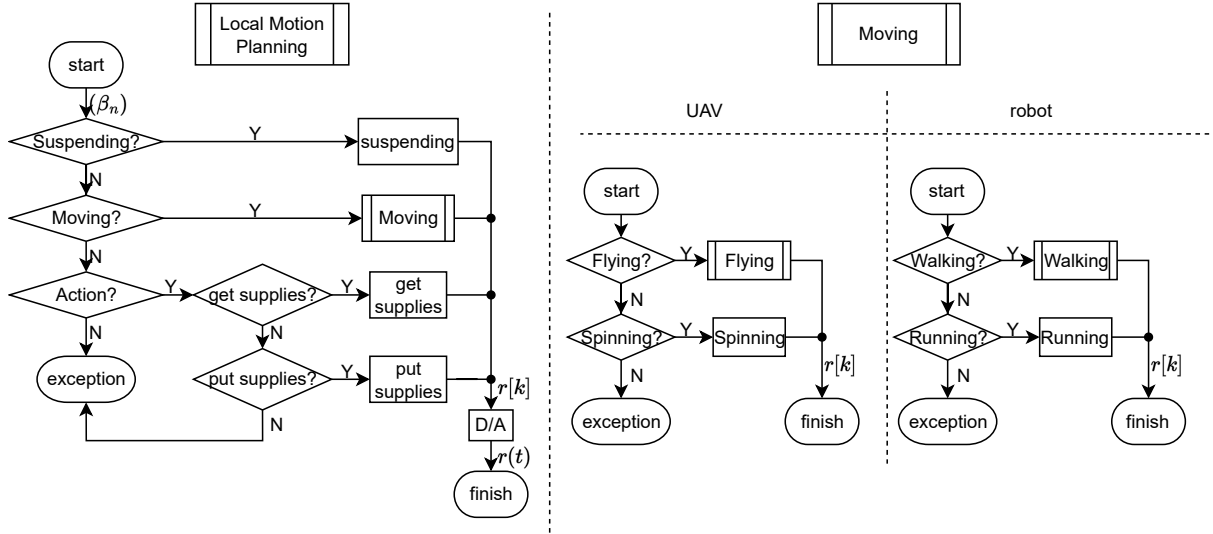 Local Motion
Planning
start
(βₙ)
Suspending?
Y
suspending
N
Moving?
Y
Moving
N
Action?
Y
get supplies?
Y
get
supplies
N
N
exception
put supplies?
Y
put
supplies
N
r[k]
D/A
r(t)
finish
Moving
UAV
robot
start
Flying?
Y
Flying
N
Spinning?
Y
Spinning
N
r[k]
exception
finish
start
Walking?
Y
Walking
N
Running?
Y
Running
N
r[k]
exception
finish